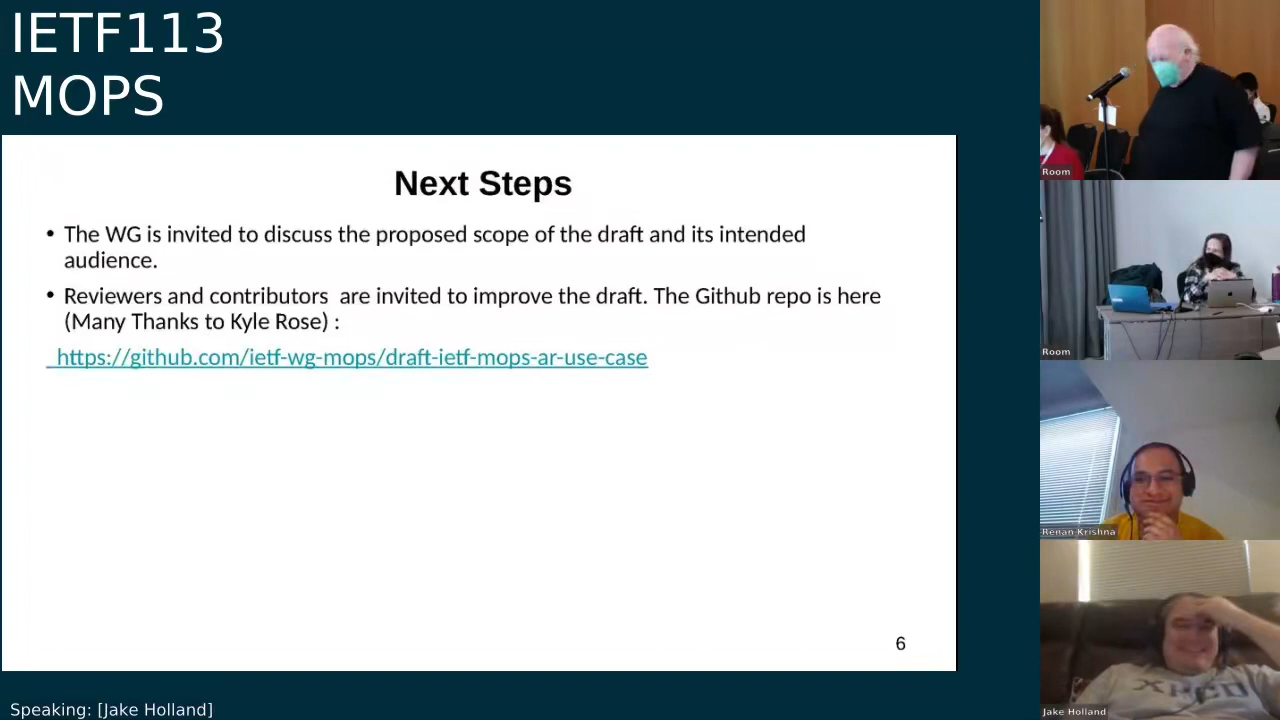 IETF113
MOPS
Next Steps
• The WG is invited to discuss the proposed scope of the draft and its intended
audience.
• Reviewers and contributors  are invited to improve the draft. The Github repo is here
(Many Thanks to Kyle Rose) :
https://github.com/ietf-wg-mops/draft-ietf-mops-ar-use-case
6
Speaking: [Jake Holland]
Room
Room
Renan Krishna
XKCD
Jake Holland